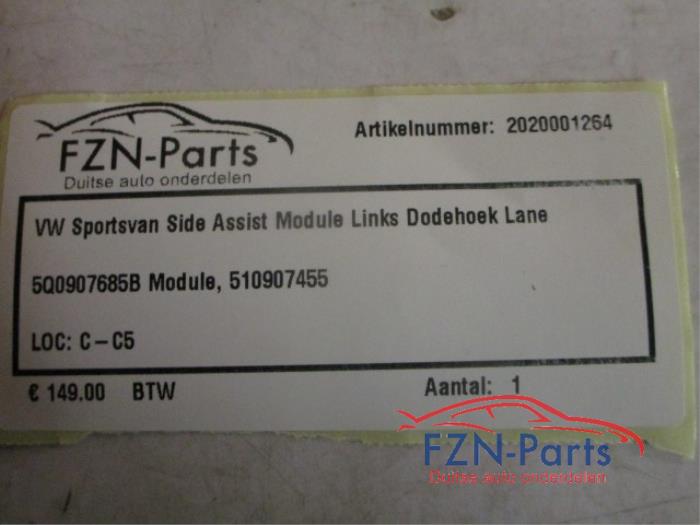 FZN-Parts
Duitse auto onderdelen
Artikelnummer: 2020001264
VW Sportsvan Side Assist Module Links Dodehoek Lane
5Q0907685B Module, 510907455
LOC: C-C5
€ 149.00 BTW
Aantal: 1
FZN-Parts
Duitse auto onderdelen